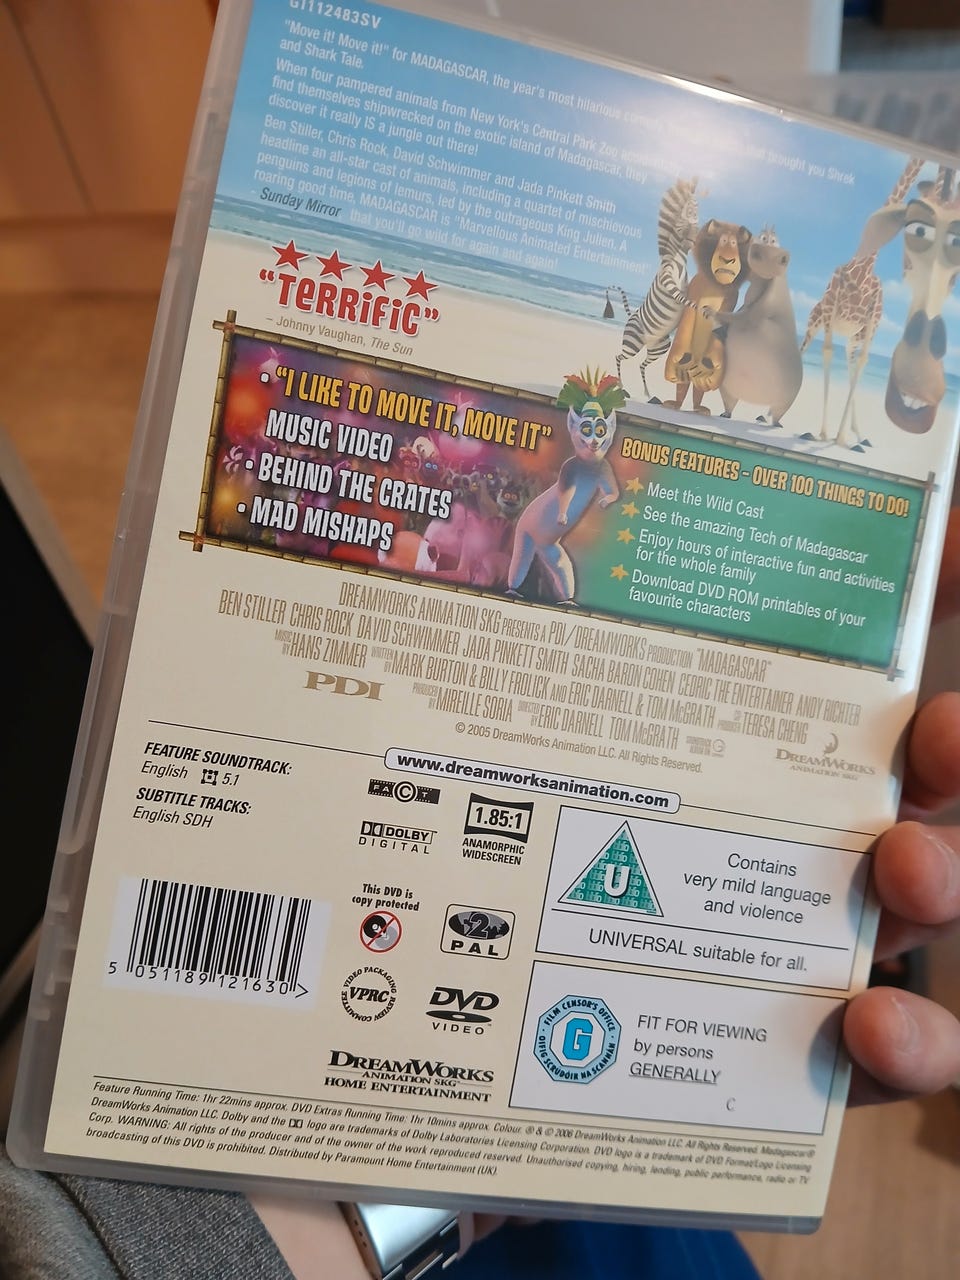 G1112483SV
"Move it! Move it!" for MADAGASCAR, the year's most hilarious brought you Shrek
and Shark Tale.
When four pampered animals from New York's Central Park Zoo
find themselves shipwrecked on the exotic island of Madagascar, they
discover it really IS a jungle out there!
Ben Stiller, Chris Rock, David Schwimmer and Jada Pinkett Smith
headline an all-star cast of animals, including a quartet of mischievous
penguins and legions of lemurs, led by the outrageous King Julien. A
roaring good time, MADAGASCAR is "Marvellous Animated Entertainment"
- Sunday Mirror that you'll go wild for again and again!
"TERRIFIC"
– Johnny Vaughan, The Sun
• "I LIKE TO MOVE IT, MOVE IT"
MUSIC VIDEO
• BEHIND THE CRATES
• MAD MISHAPS
BONUS FEATURES – OVER 100 THINGS TO DO!
Meet the Wild Cast
See the amazing Tech of Madagascar
Enjoy hours of interactive fun and activities
for the whole family
Download DVD ROM printables of your
favourite characters
DREAMWORKS ANIMATION SKG PRESENTS A PDI/DREAMWORKS PRODUCTION "MADAGASCAR"
BEN STILLER CHRIS ROCK DAVID SCHWIMMER JADA PINKETT SMITH SACHA BARON COHEN CEDRIC THE ENTERTAINER ANDY RICHTER
MUSIC BY HANS ZIMMER WRITTEN BY MARK BURTON & BILLY FROLICK AND ERIC DARNELL & TOM McGRATH CO PRODUCER TERESA CHENG
PDI PRODUCED BY MIREILLE SORIA DIRECTED BY ERIC DARNELL TOM McGRATH
© 2005 DreamWorks Animation LLC. All Rights Reserved.
DREAMWORKS
ANIMATION SKG
www.dreamworksanimation.com
FEATURE SOUNDTRACK:
English 5.1
SUBTITLE TRACKS:
English SDH
FACT
DOLBY
DIGITAL
1.85:1
ANAMORPHIC
WIDESCREEN
This DVD is
copy protected
2
PAL
VIDEO PACKAGING REVIEW COMMITTEE
VPRC
DVD
VIDEO
DREAMWORKS
ANIMATION SKG
HOME ENTERTAINMENT
5 051189 121630 >
U
Contains
very mild language
and violence
UNIVERSAL suitable for all.
FILM CENSOR'S OFFICE
G
OIFIG SCRÚDÓIR NA SCANNÁN
FIT FOR VIEWING
by persons
GENERALLY
C
Feature Running Time: 1hr 22mins approx. DVD Extras Running Time: 1hr 10mins approx. Colour. ® & © 2006 DreamWorks Animation LLC. All Rights Reserved. Madagascar®
DreamWorks Animation LLC. Dolby and the logo are trademarks of Dolby Laboratories Licensing Corporation. DVD logo is a trademark of DVD Format/Logo Licensing
Corp. WARNING: All rights of the producer and of the owner of the work reproduced reserved. Unauthorised copying, hiring, lending, public performance, radio or TV
broadcasting of this DVD is prohibited. Distributed by Paramount Home Entertainment (UK).